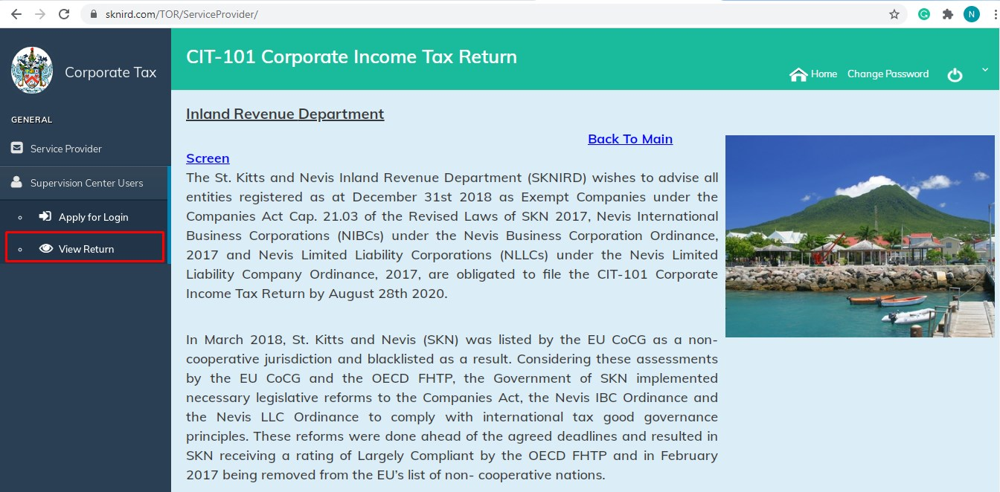 sknird.com/TOR/ServiceProvider/
N
Corporate Tax
GENERAL
Service Provider
Supervision Center Users
Apply for Login
View Return
CIT-101 Corporate Income Tax Return
Home
Change Password
Inland Revenue Department
Back To Main
Screen
The St. Kitts and Nevis Inland Revenue Department (SKNIRD) wishes to advise all
entities registered as at December 31st 2018 as Exempt Companies under the
Companies Act Cap. 21.03 of the Revised Laws of SKN 2017, Nevis International
Business Corporations (NIBCs) under the Nevis Business Corporation Ordinance,
2017 and Nevis Limited Liability Corporations (NLLCs) under the Nevis Limited
Liability Company Ordinance, 2017, are obligated to file the CIT-101 Corporate
Income Tax Return by August 28th 2020.
In March 2018, St. Kitts and Nevis (SKN) was listed by the EU CoCG as a non-
cooperative jurisdiction and blacklisted as a result. Considering these assessments
by the EU CoCG and the OECD FHTP, the Government of SKN implemented
necessary legislative reforms to the Companies Act, the Nevis IBC Ordinance and
the Nevis LLC Ordinance to comply with international tax good governance
principles. These reforms were done ahead of the agreed deadlines and resulted in
SKN receiving a rating of Largely Compliant by the OECD FHTP and in February
2017 being removed from the EU’s list of non- cooperative nations.